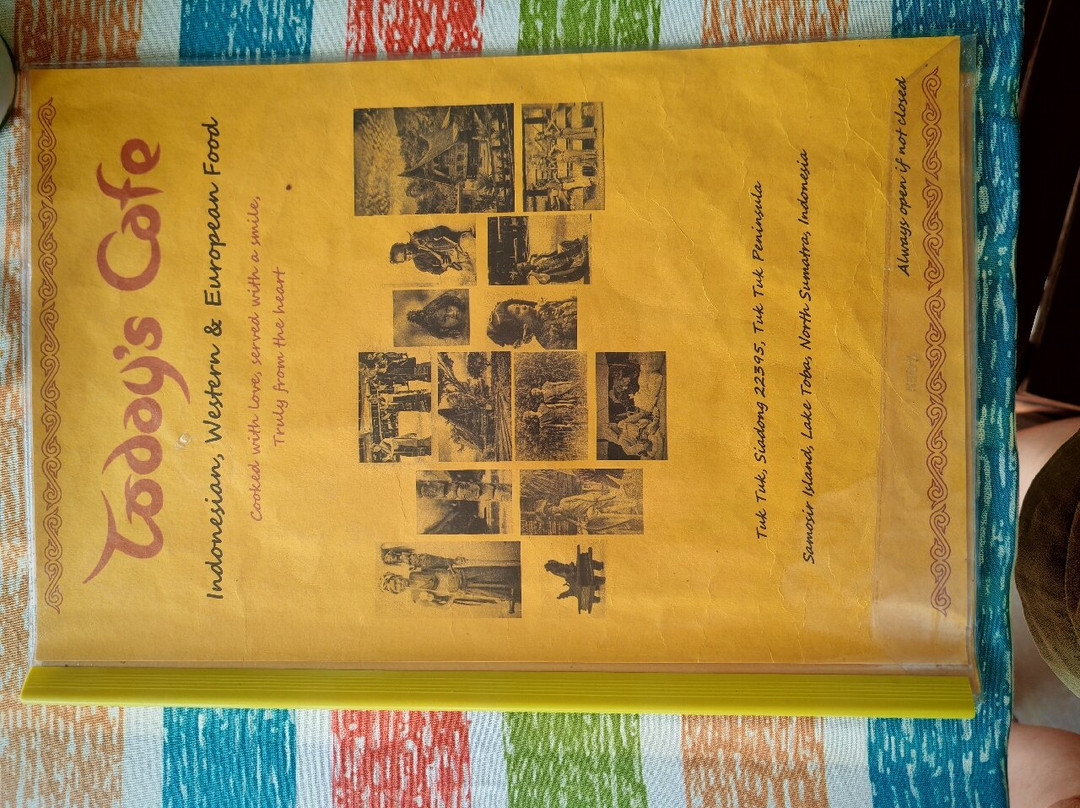 Today's Cafe
Indonesian, Western & European Food
Cooked with love, served with a smile,
Truly from the heart
Tuk Tuk, Siadong 22395, Tuk Tuk Peninsula
Samosir Island, Lake Toba, North Sumatra, Indonesia
Always open if not closed